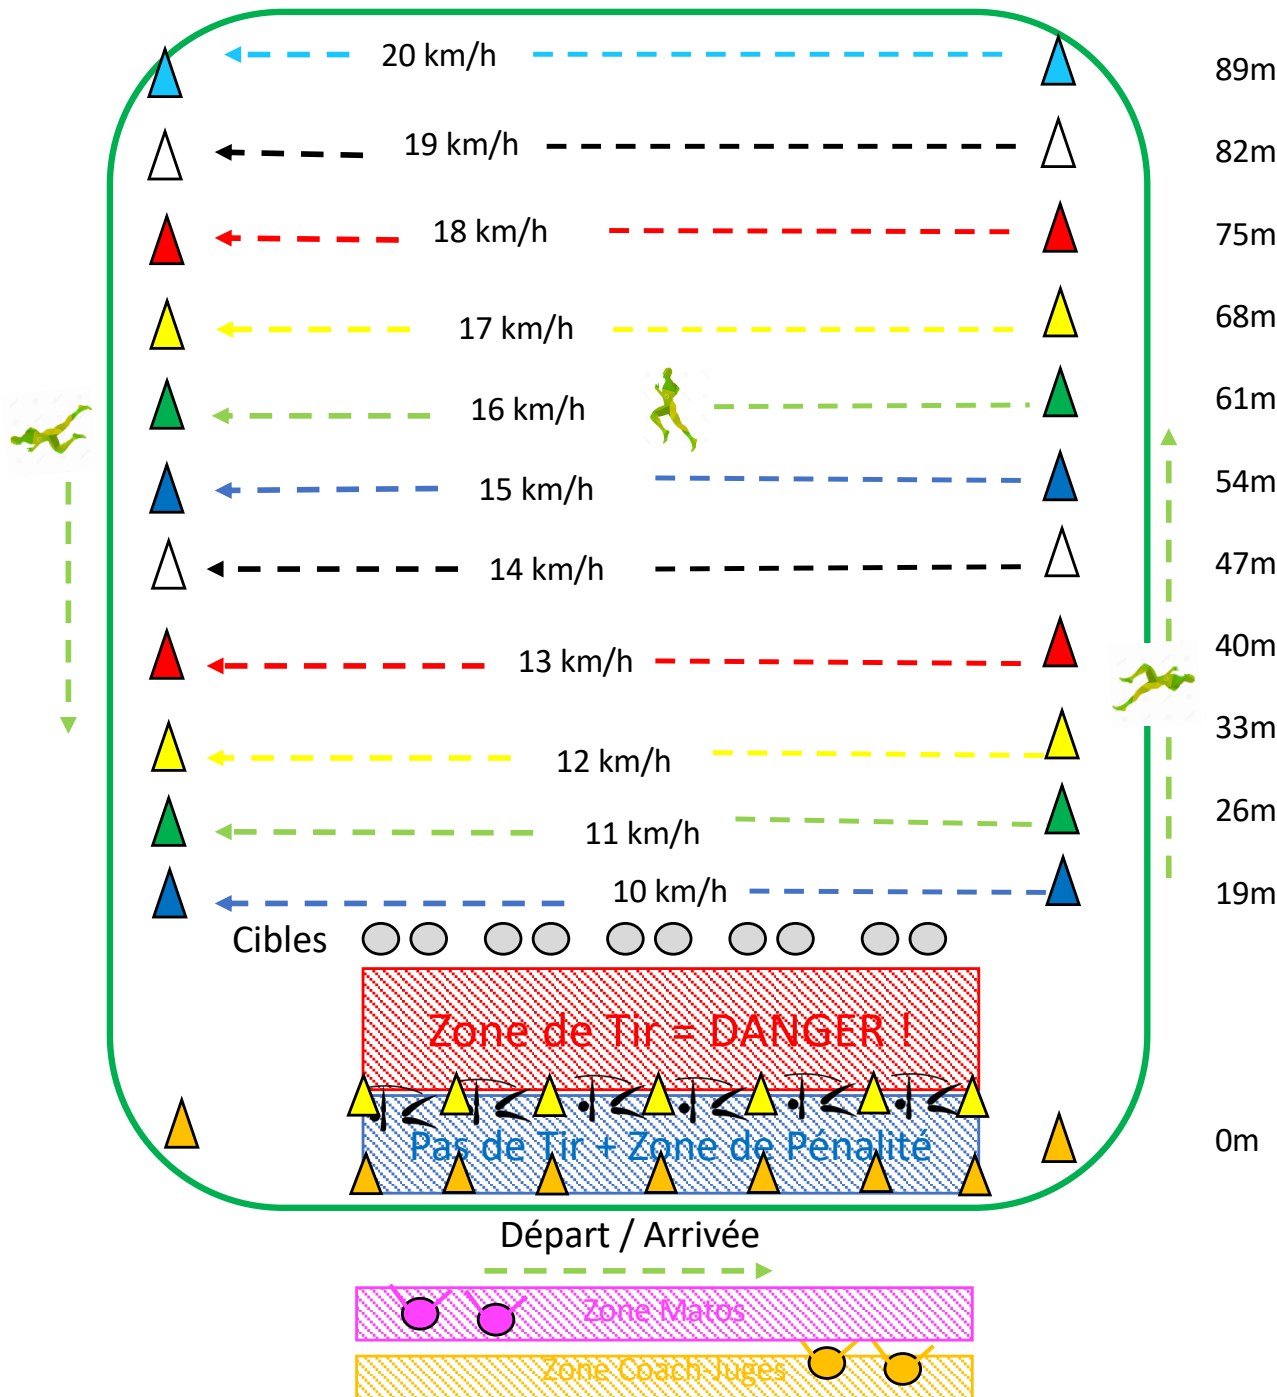 20 km/h 89m
19 km/h 82m
18 km/h 75m
17 km/h 68m
16 km/h 61m
15 km/h 54m
14 km/h 47m
13 km/h 40m
33m
12 km/h
11 km/h 26m
10 km/h 19m
Cibles
Zone de Tir = DANGER !
Pas de Tir + Zone de Pénalité 0m
Départ / Arrivée
Zone Matos
Zone Coach-Juges